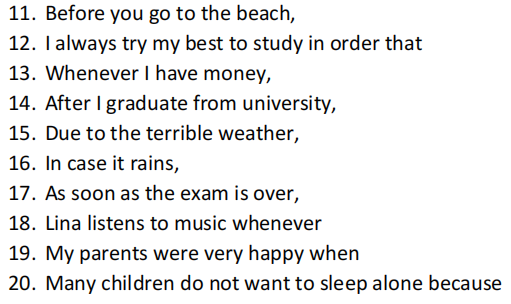 11. Before you go to the beach,
12. I always try my best to study in order that
13. Whenever I have money,
14. After I graduate from university,
15. Due to the terrible weather,
16. In case it rains,
17. As soon as the exam is over,
18. Lina listens to music whenever
19. My parents were very happy when
20. Many children do not want to sleep alone because